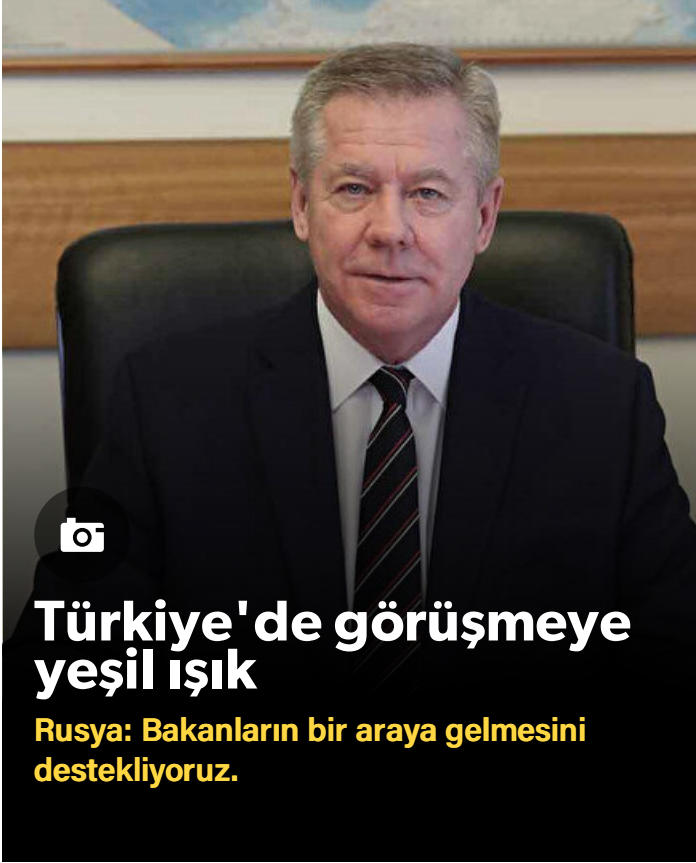 Türkiye'de görüşmeye
yeşil ışık
Rusya: Bakanların bir araya gelmesini
destekliyoruz.